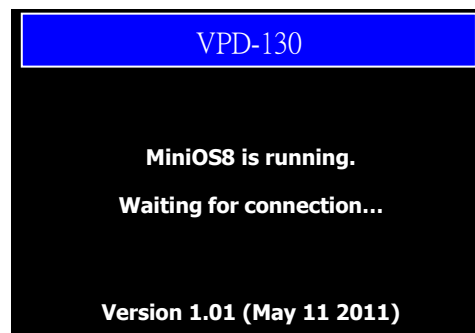 VPD-130
MiniOS8 is running.
Waiting for connection...
Version 1.01 (May 11 2011)